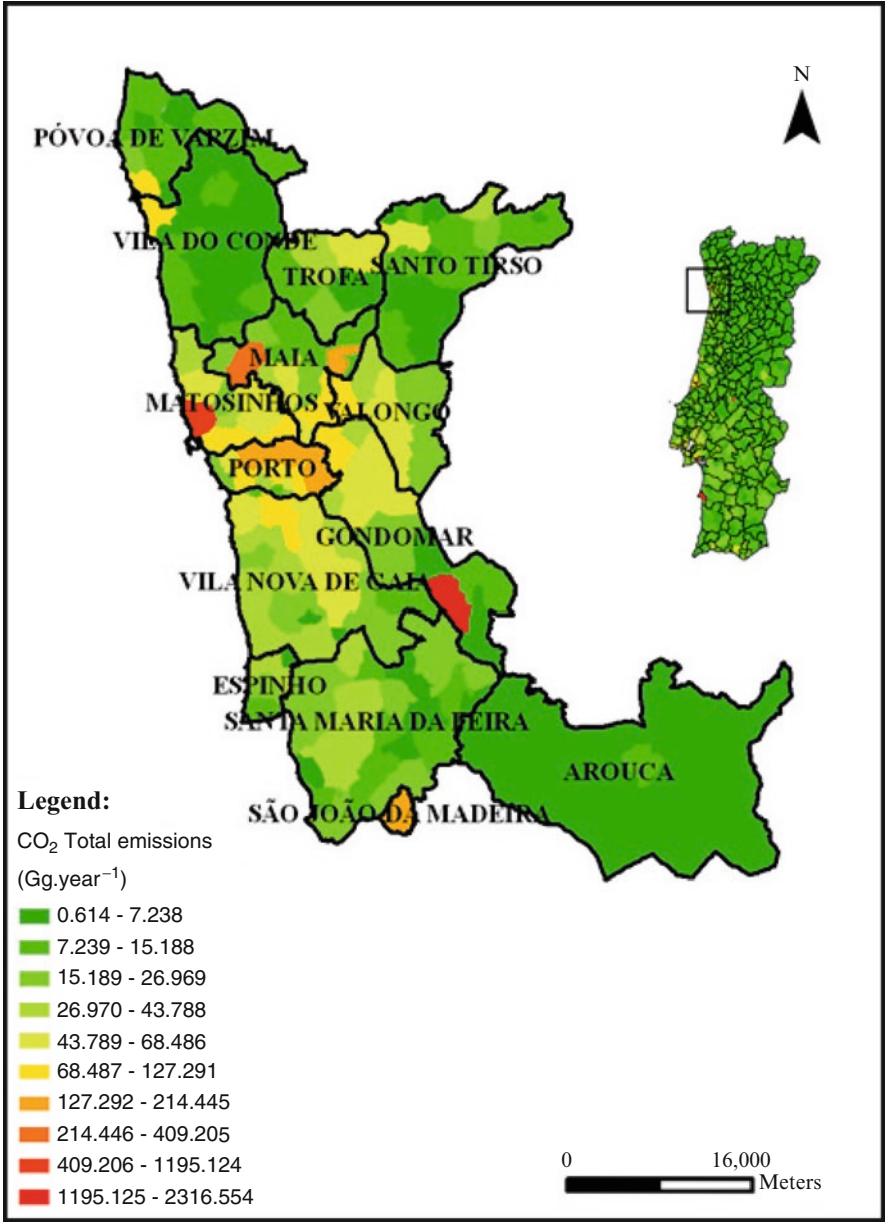 N
PÓVOA DE VARZIM
VILA DO CONDE
TROFA
SANTO TIRSO
MAIA
MATOSINHOS
VALONGO
PORTO
GONDOMAR
VILA NOVA DE GAIA
ESPINHO
SANTA MARIA DA FEIRA
AROUCA
SÃO JOÃO DA MADEIRA
Legend:
CO₂ Total emissions
(Gg.year⁻¹)
0.614 - 7.238
7.239 - 15.188
15.189 - 26.969
26.970 - 43.788
43.789 - 68.486
68.487 - 127.291
127.292 - 214.445
214.446 - 409.205
409.206 - 1195.124
1195.125 - 2316.554
0 16,000
Meters